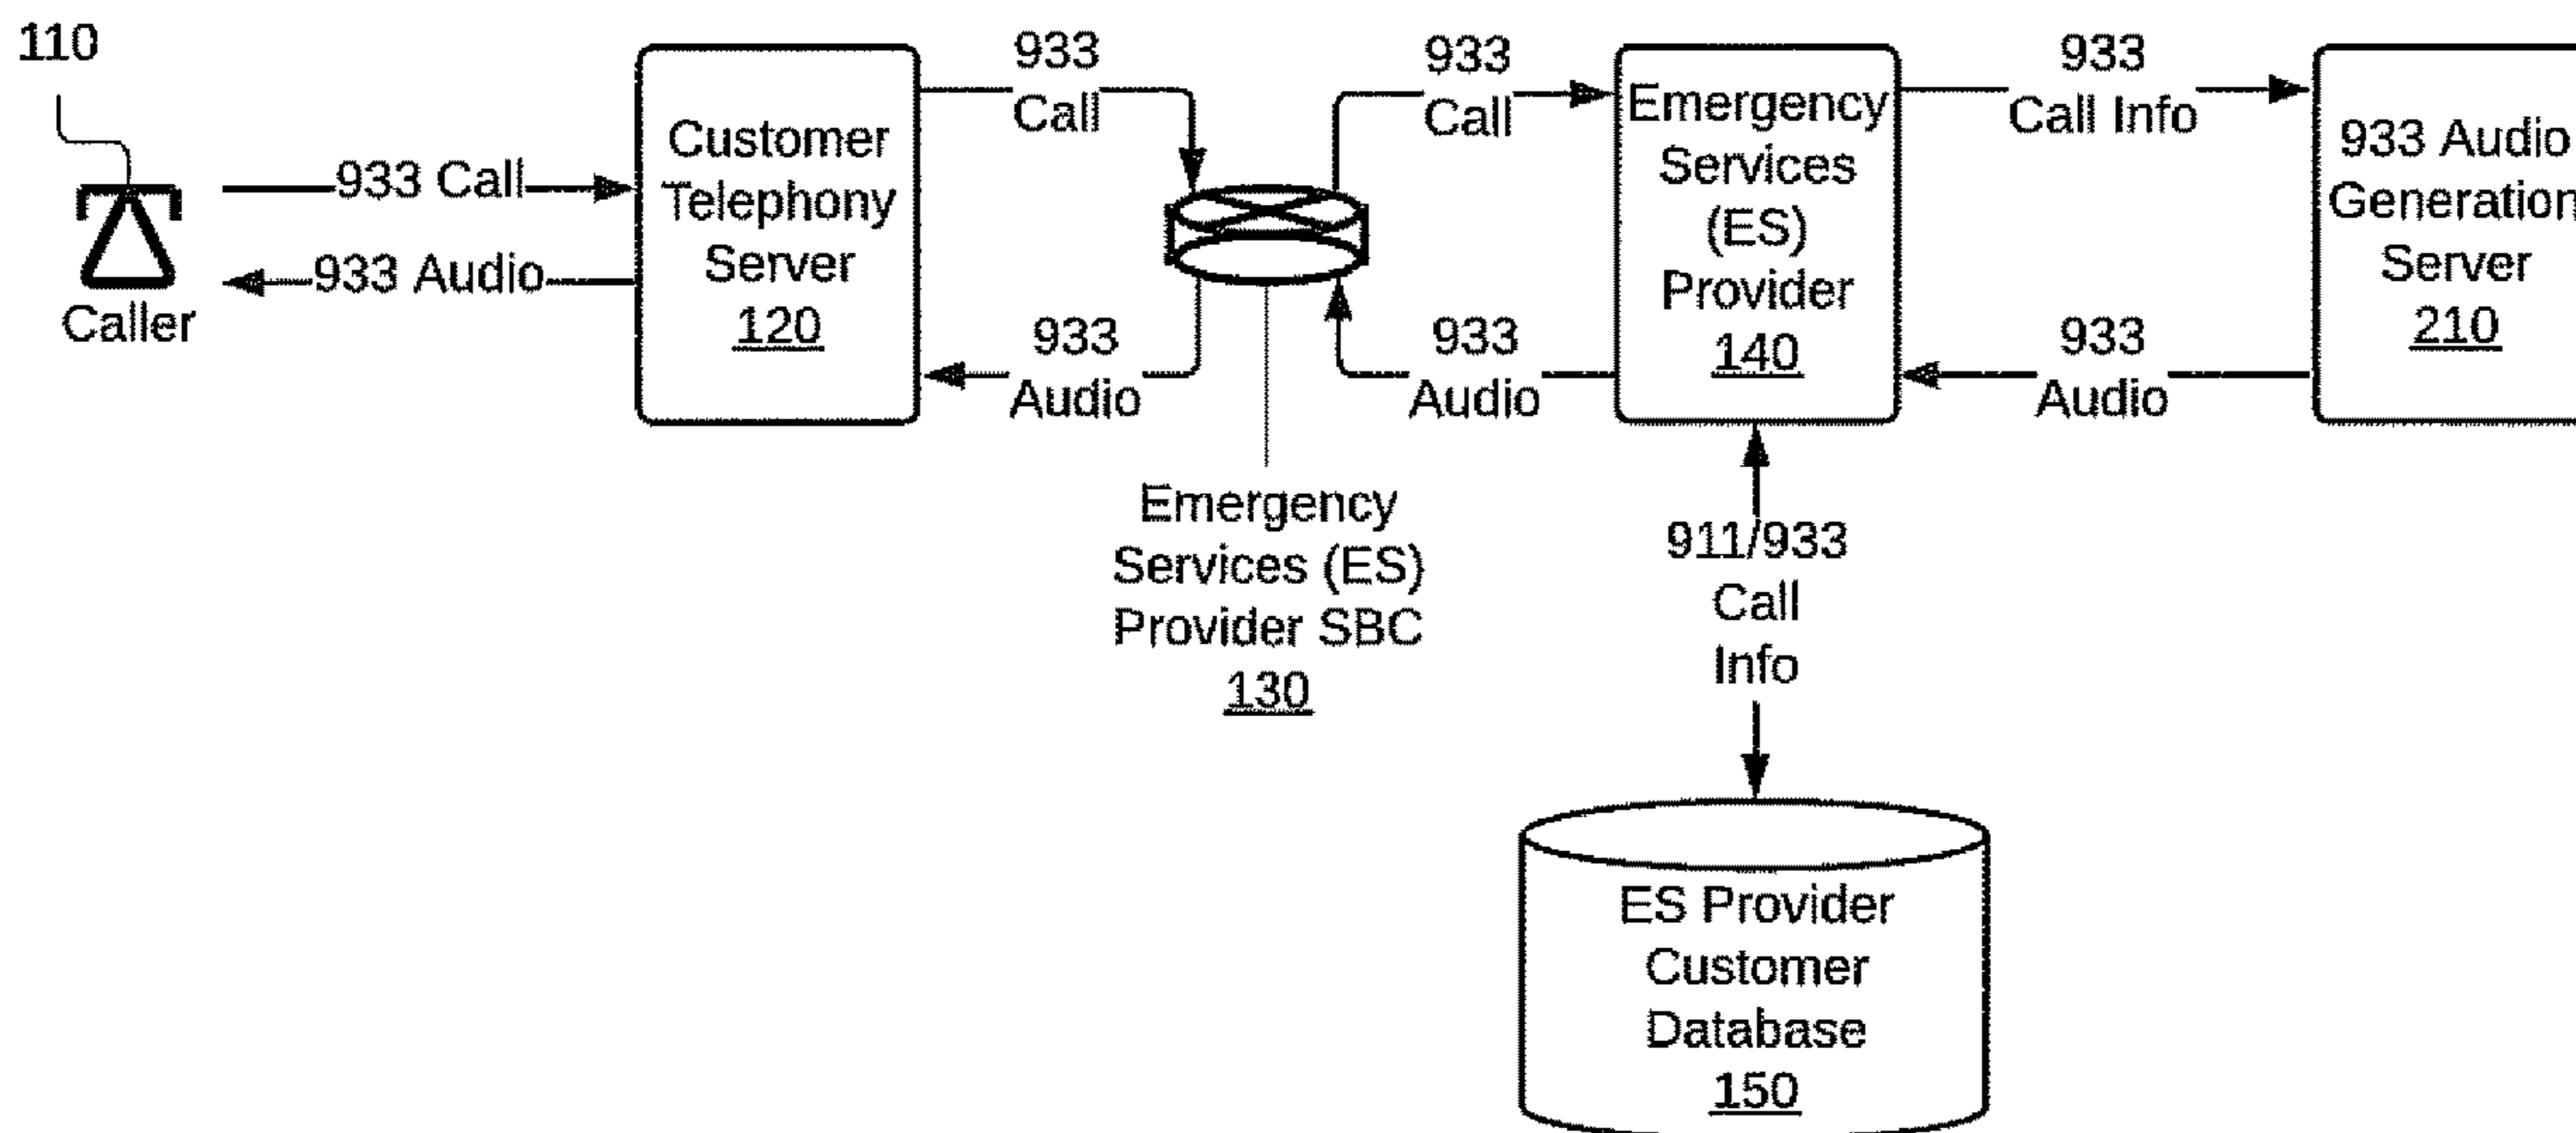 110
933 Call
933 Audio
Caller
Customer
Telephony
Server
120
933
Call
933
Audio
Emergency
Services (ES)
Provider SBC
130
933
Call
933
Audio
Emergency
Services
(ES)
Provider
140
933
Call Info
933
Audio
933 Audio
Generation
Server
210
911/933
Call
Info
ES Provider
Customer
Database
150